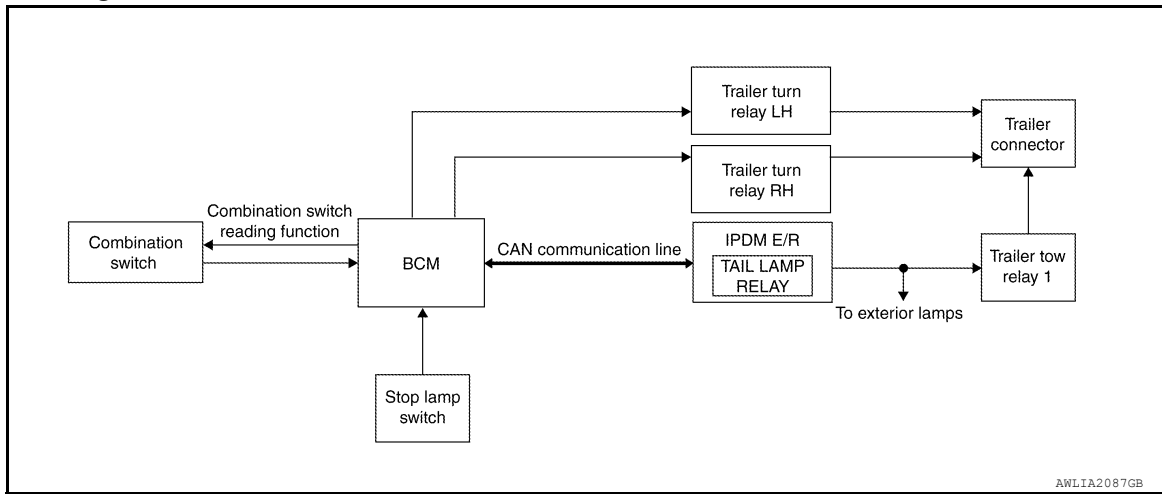 Trailer turn
relay LH
Trailer
connector
Trailer turn
relay RH
Combination switch
reading function
Combination
switch
BCM
CAN communication line
IPDM E/R
TAIL LAMP
RELAY
Trailer tow
relay 1
To exterior lamps
Stop lamp
switch
AWLIA2087GB